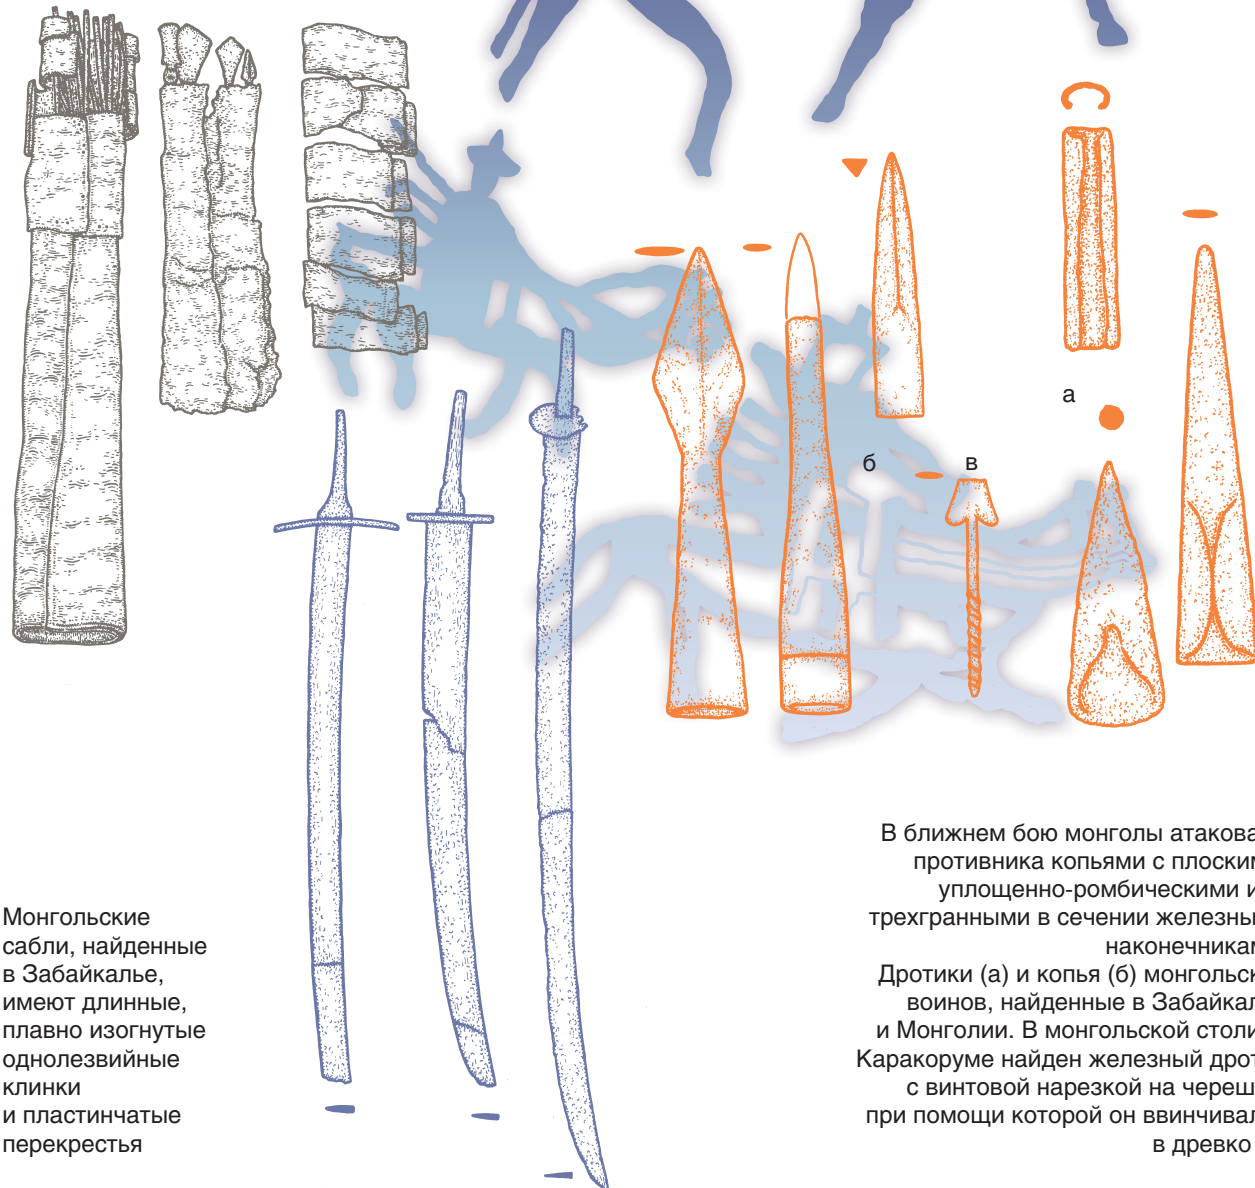 а
б
в
Монгольские
сабли, найденные
в Забайкалье,
имеют длинные,
плавно изогнутые
однолезвийные
клинки
и пластинчатые
перекрестья
В ближнем бою монголы атакова
противника копьями с плоским
уплощенно-ромбическими и
трехгранными в сечении железны
наконечникам
Дротики (а) и копья (б) монгольск
воинов, найденные в Забайкал
и Монголии. В монгольской столи
Каракоруме найден железный дрот
с винтовой нарезкой на череш
при помощи которой он ввинчивал
в древко